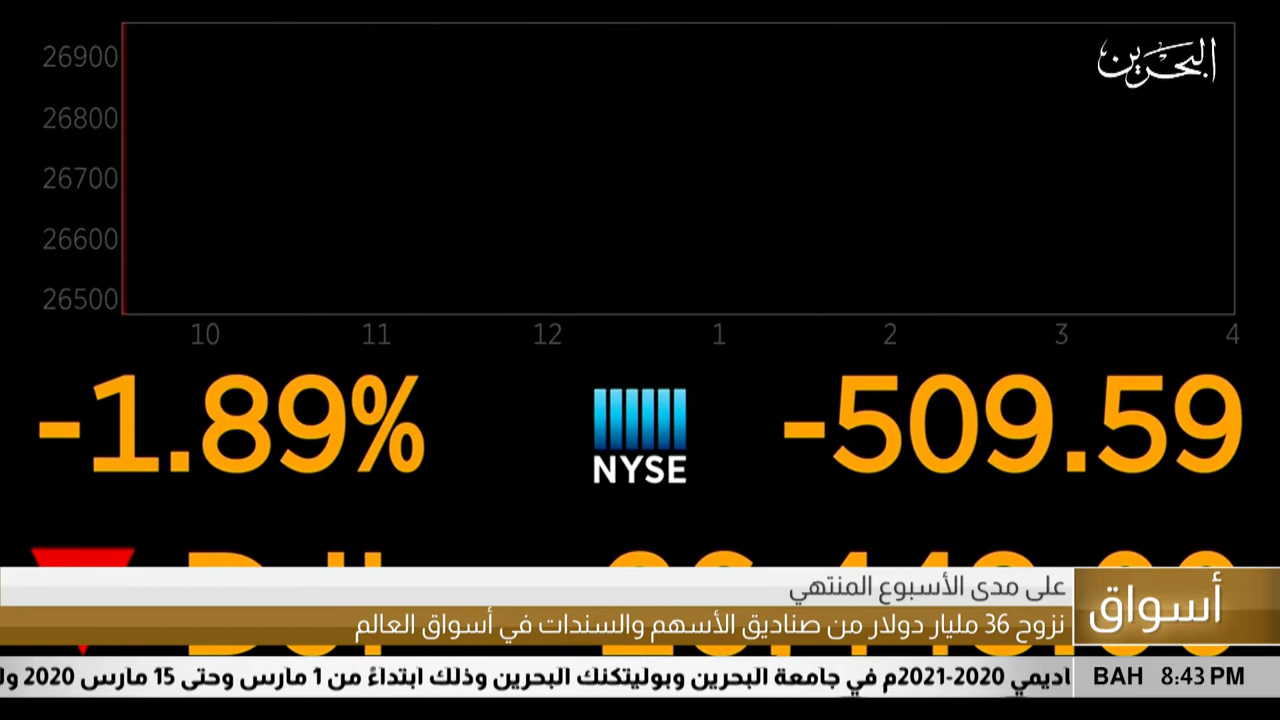 البحرين
26900
26800
26700
26600
26500
10 11 12 1 2 3 4
-1.89% NYSE -509.59
على مدى الأسبوع المنتهي
أسواق
نزوح 36 مليار دولار من صناديق الأسهم والسندات في أسواق العالم
BAH 8:43 PM
2020-2021م في جامعة البحرين وبوليتكنك البحرين وذلك ابتداءً من 1 مارس وحتى 15 مارس 2020